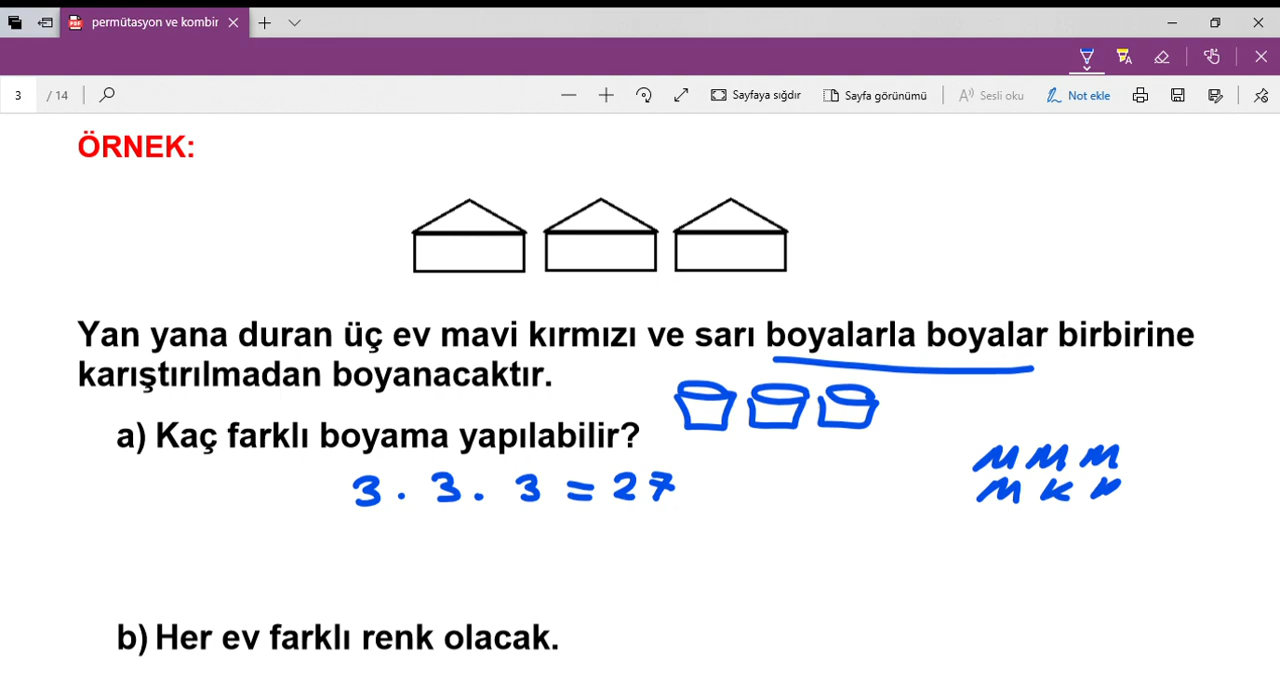 permütasyon ve kombir
3 / 14
Sayfaya sığdır
Sayfa görünümü
A Sesli oku
Not ekle
ÖRNEK:
Yan yana duran üç ev mavi kırmızı ve sarı boyalarla boyalar birbirine
karıştırılmadan boyanacaktır.
a) Kaç farklı boyama yapılabilir?
3 . 3 . 3 = 27
M M M
M K
b) Her ev farklı renk olacak.